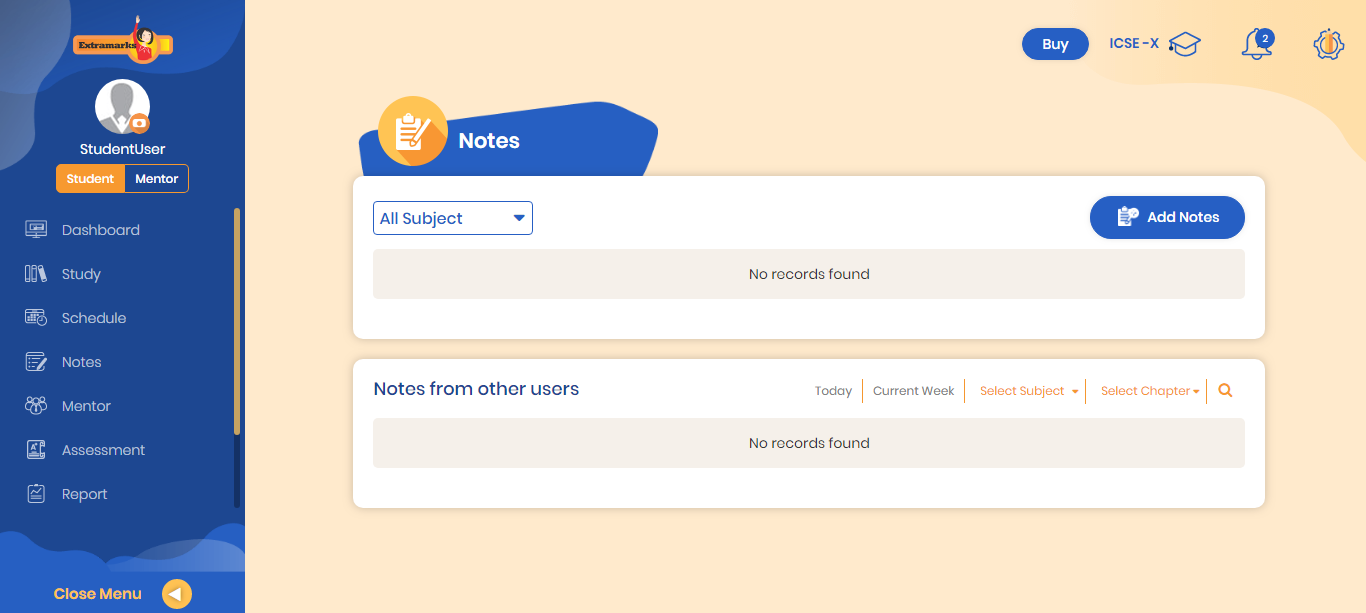 Extramarks
StudentUser
Student Mentor
Dashboard
Study
Schedule
Notes
Mentor
Assessment
Report
Close Menu
Buy
ICSE -X
2
Notes
All Subject
Add Notes
No records found
Notes from other users
Today
Current Week
Select Subject
Select Chapter
No records found